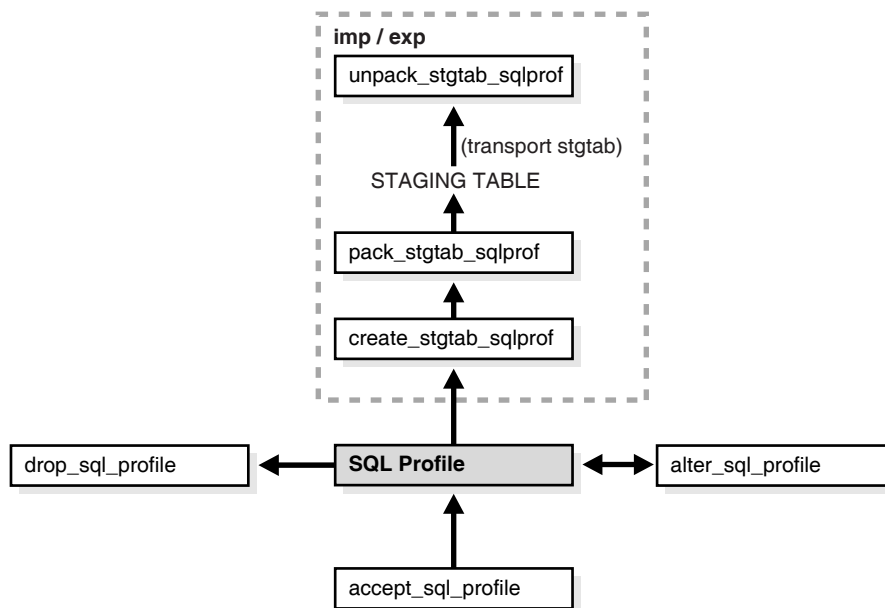 imp / exp
unpack_stgtab_sqlprof
(transport stgtab)
STAGING TABLE
pack_stgtab_sqlprof
create_stgtab_sqlprof
drop_sql_profile
SQL Profile
alter_sql_profile
accept_sql_profile